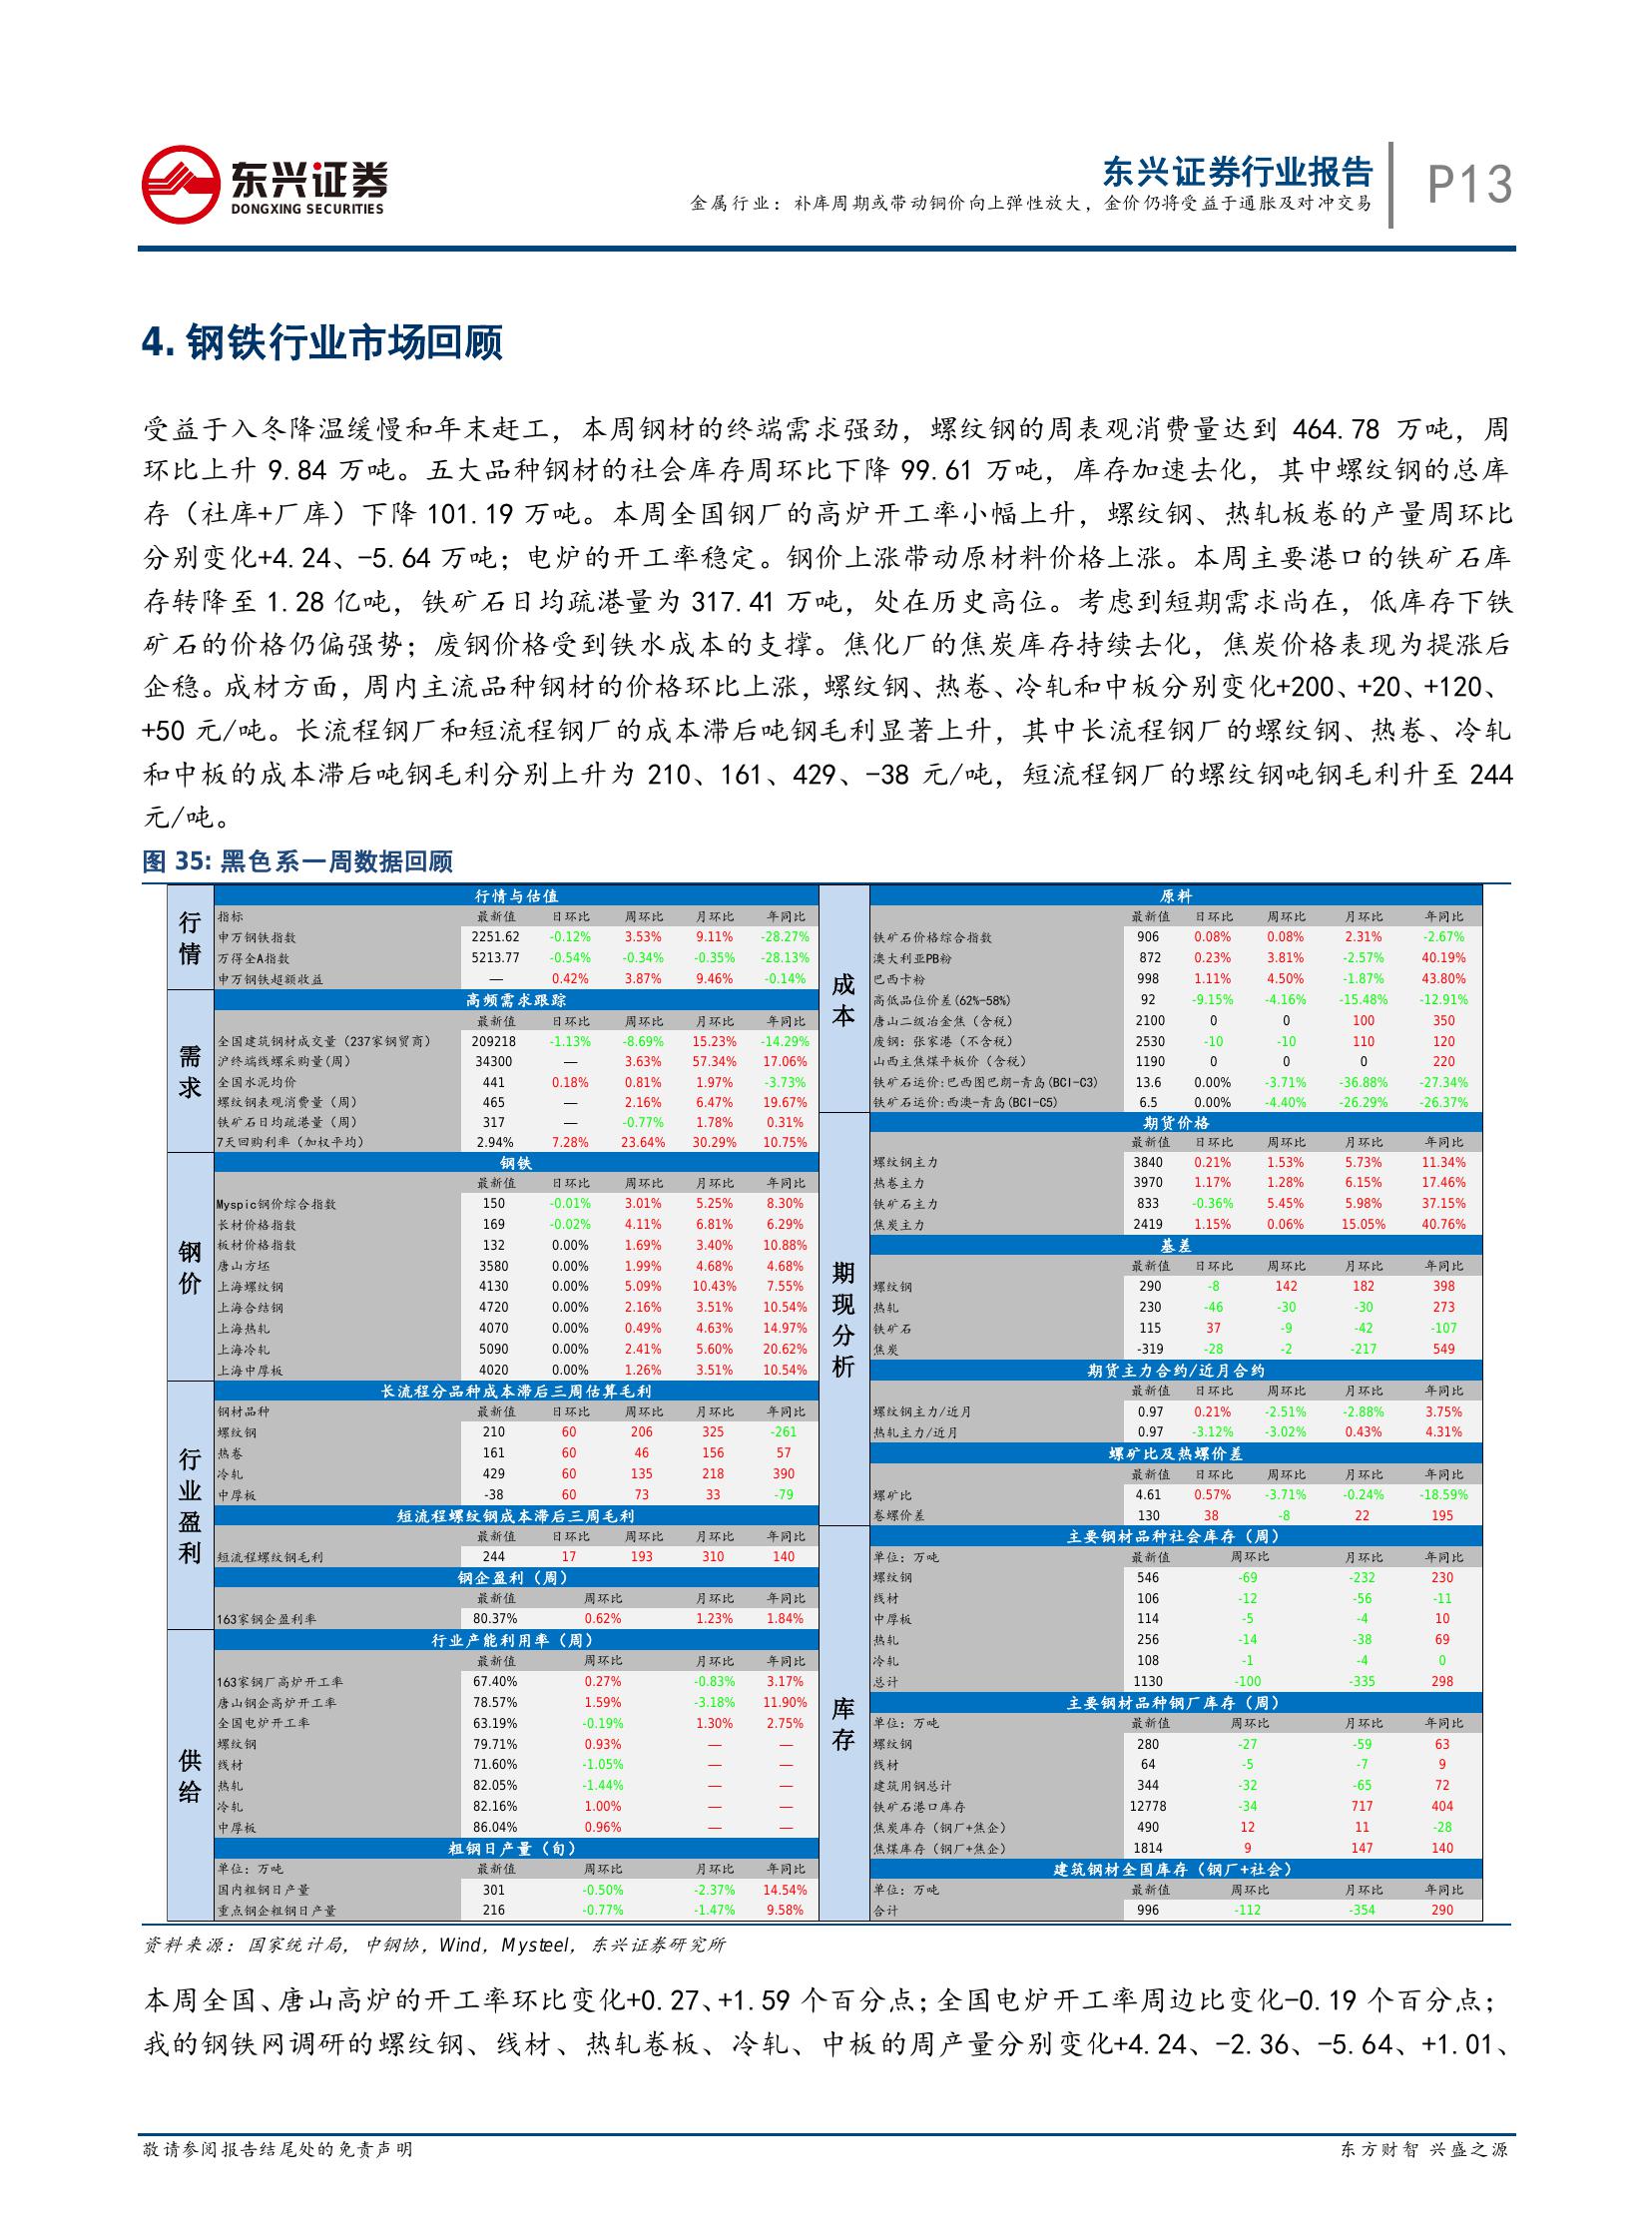 东兴证券
DONGXING SECURITIES
东兴证券行业报告
金属行业：补库周期或带动铜价向上弹性放大，金价仍将受益于通胀及对冲交易
P13
4. 钢铁行业市场回顾
受益于入冬降温缓慢和年末赶工，本周钢材的终端需求强劲，螺纹钢的周表观消费量达到 464.78 万吨，周
环比上升 9.84 万吨。五大品种钢材的社会库存周环比下降 99.61 万吨，库存加速去化，其中螺纹钢的总库
存（社库+厂库）下降 101.19 万吨。本周全国钢厂的高炉开工率小幅上升，螺纹钢、热轧板卷的产量周环比
分别变化+4.24、-5.64 万吨；电炉的开工率稳定。钢价上涨带动原材料价格上涨。本周主要港口的铁矿石库
存转降至 1.28 亿吨，铁矿石日均疏港量为 317.41 万吨，处在历史高位。考虑到短期需求尚在，低库存下铁
矿石的价格仍偏强势；废钢价格受到铁水成本的支撑。焦化厂的焦炭库存持续去化，焦炭价格表现为提涨后
企稳。成材方面，周内主流品种钢材的价格环比上涨，螺纹钢、热卷、冷轧和中板分别变化+200、+20、+120、
+50 元/吨。长流程钢厂和短流程钢厂的成本滞后吨钢毛利显著上升，其中长流程钢厂的螺纹钢、热卷、冷轧
和中板的成本滞后吨钢毛利分别上升为 210、161、429、-38 元/吨，短流程钢厂的螺纹钢吨钢毛利升至 244
元/吨。
图 35: 黑色系一周数据回顾
行情
行情与估值
指标 最新值 日环比 周环比 月环比 年同比
申万钢铁指数 2251.62 -0.12% 3.53% 9.11% -28.27%
万得全A指数 5213.77 -0.54% -0.34% -0.35% -28.13%
申万钢铁超额收益 — 0.42% 3.87% 9.46% -0.14%
需求
高频需求跟踪
最新值 日环比 周环比 月环比 年同比
全国建筑钢材成交量（237家钢贸商） 209218 -1.13% -8.69% 15.23% -14.29%
沪终端线螺采购量(周) 34300 — 3.63% 57.34% 17.06%
全国水泥均价 441 0.18% 0.81% 1.97% -3.73%
螺纹钢表观消费量（周） 465 — 2.16% 6.47% 19.67%
铁矿石日均疏港量（周） 317 — -0.77% 1.78% 0.31%
7天回购利率（加权平均） 2.94% 7.28% 23.64% 30.29% 10.75%
钢价
钢铁
最新值 日环比 周环比 月环比 年同比
Myspic钢价综合指数 150 -0.01% 3.01% 5.25% 8.30%
长材价格指数 169 -0.02% 4.11% 6.81% 6.29%
板材价格指数 132 0.00% 1.69% 3.40% 10.88%
唐山方坯 3580 0.00% 1.99% 4.68% 4.68%
上海螺纹钢 4130 0.00% 5.09% 10.43% 7.55%
上海合结钢 4720 0.00% 2.16% 3.51% 10.54%
上海热轧 4070 0.00% 0.49% 4.63% 14.97%
上海冷轧 5090 0.00% 2.41% 5.60% 20.62%
上海中厚板 4020 0.00% 1.26% 3.51% 10.54%
行业盈利
长流程分品种成本滞后三周估算毛利
钢材品种 最新值 日环比 周环比 月环比 年同比
螺纹钢 210 60 206 325 -261
热卷 161 60 46 156 57
冷轧 429 60 135 218 390
中厚板 -38 60 73 33 -79
短流程螺纹钢成本滞后三周毛利
最新值 日环比 周环比 月环比 年同比
短流程螺纹钢毛利 244 17 193 310 140
钢企盈利（周）
最新值 周环比 月环比 年同比
163家钢企盈利率 80.37% 0.62% 1.23% 1.84%
供给
行业产能利用率（周）
最新值 周环比 月环比 年同比
163家钢厂高炉开工率 67.40% 0.27% -0.83% 3.17%
唐山钢企高炉开工率 78.57% 1.59% -3.18% 11.90%
全国电炉开工率 63.19% -0.19% 1.30% 2.75%
螺纹钢 79.71% 0.93% — —
线材 71.60% -1.05% — —
热轧 82.05% -1.44% — —
冷轧 82.16% 1.00% — —
中厚板 86.04% 0.96% — —
粗钢日产量（旬）
单位：万吨 最新值 周环比 月环比 年同比
国内粗钢日产量 301 -0.50% -2.37% 14.54%
重点钢企粗钢日产量 216 -0.77% -1.47% 9.58%
成本
原料
最新值 日环比 周环比 月环比 年同比
铁矿石价格综合指数 906 0.08% 0.08% 2.31% -2.67%
澳大利亚PB粉 872 0.23% 3.81% -2.57% 40.19%
巴西卡粉 998 1.11% 4.50% -1.87% 43.80%
高低品位价差(62%-58%) 92 -9.15% -4.16% -15.48% -12.91%
唐山二级冶金焦（含税） 2100 0 0 100 350
废钢：张家港（不含税） 2530 -10 -10 110 120
山西主焦煤平板价（含税） 1190 0 0 0 220
铁矿石运价:巴西图巴朗-青岛(BCI-C3) 13.6 0.00% -3.71% -36.88% -27.34%
铁矿石运价:西澳-青岛(BCI-C5) 6.5 0.00% -4.40% -26.29% -26.37%
期现分析
期货价格
最新值 日环比 周环比 月环比 年同比
螺纹钢主力 3840 0.21% 1.53% 5.73% 11.34%
热卷主力 3970 1.17% 1.28% 6.15% 17.46%
铁矿石主力 833 -0.36% 5.45% 5.98% 37.15%
焦炭主力 2419 1.15% 0.06% 15.05% 40.76%
基差
最新值 日环比 周环比 月环比 年同比
螺纹钢 290 -8 142 182 398
热轧 230 -46 -30 -30 273
铁矿石 115 37 -9 -42 -107
焦炭 -319 -28 -2 -217 549
期货主力合约/近月合约
最新值 日环比 周环比 月环比 年同比
螺纹钢主力/近月 0.97 0.21% -2.51% -2.88% 3.75%
热轧主力/近月 0.97 -3.12% -3.02% 0.43% 4.31%
螺矿比及热螺价差
最新值 日环比 周环比 月环比 年同比
螺矿比 4.61 0.57% -3.71% -0.24% -18.59%
卷螺价差 130 38 -8 22 195
库存
主要钢材品种社会库存（周）
单位：万吨 最新值 周环比 月环比 年同比
螺纹钢 546 -69 -232 230
线材 106 -12 -56 -11
中厚板 114 -5 -4 10
热轧 256 -14 -38 69
冷轧 108 -1 -4 0
总计 1130 -100 -335 298
主要钢材品种钢厂库存（周）
单位：万吨 最新值 周环比 月环比 年同比
螺纹钢 280 -27 -59 63
线材 64 -5 -7 9
建筑用钢总计 344 -32 -65 72
铁矿石港口库存 12778 -34 717 404
焦炭库存（钢厂+焦企） 490 12 11 -28
焦煤库存（钢厂+焦企） 1814 9 147 140
建筑钢材全国库存（钢厂+社会）
单位：万吨 最新值 周环比 月环比 年同比
合计 996 -112 -354 290
资料来源：国家统计局，中钢协，Wind，Mysteel，东兴证券研究所
本周全国、唐山高炉的开工率环比变化+0.27、+1.59 个百分点；全国电炉开工率周边比变化-0.19 个百分点；
我的钢铁网调研的螺纹钢、线材、热轧卷板、冷轧、中板的周产量分别变化+4.24、-2.36、-5.64、+1.01、
敬请参阅报告结尾处的免责声明
东方财智 兴盛之源